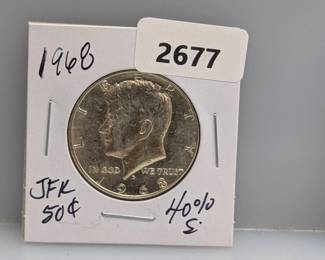 1968
2677
LIBERTY
IN GOD WE TRUST
D
1968
JFK
50¢
40%
S